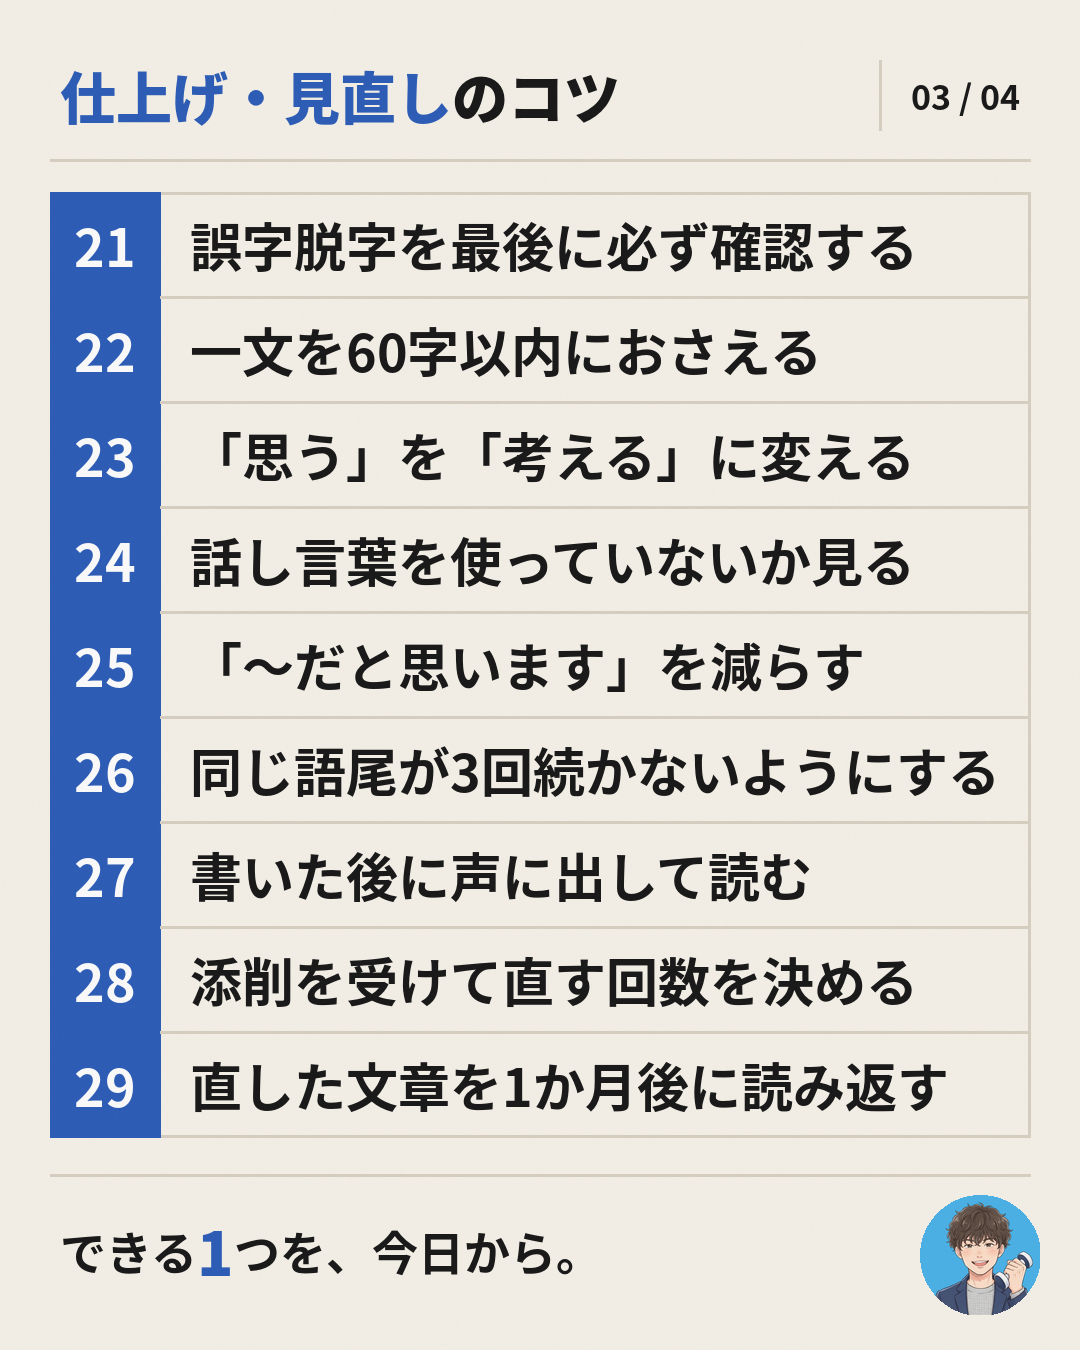 仕上げ・見直しのコツ
03 / 04
21 誤字脱字を最後に必ず確認する
22 一文を60字以内におさえる
23 「思う」を「考える」に変える
24 話し言葉を使っていないか見る
25 「〜だと思います」を減らす
26 同じ語尾が3回続かないようにする
27 書いた後に声に出して読む
28 添削を受けて直す回数を決める
29 直した文章を1か月後に読み返す
できる1つを、今日から。